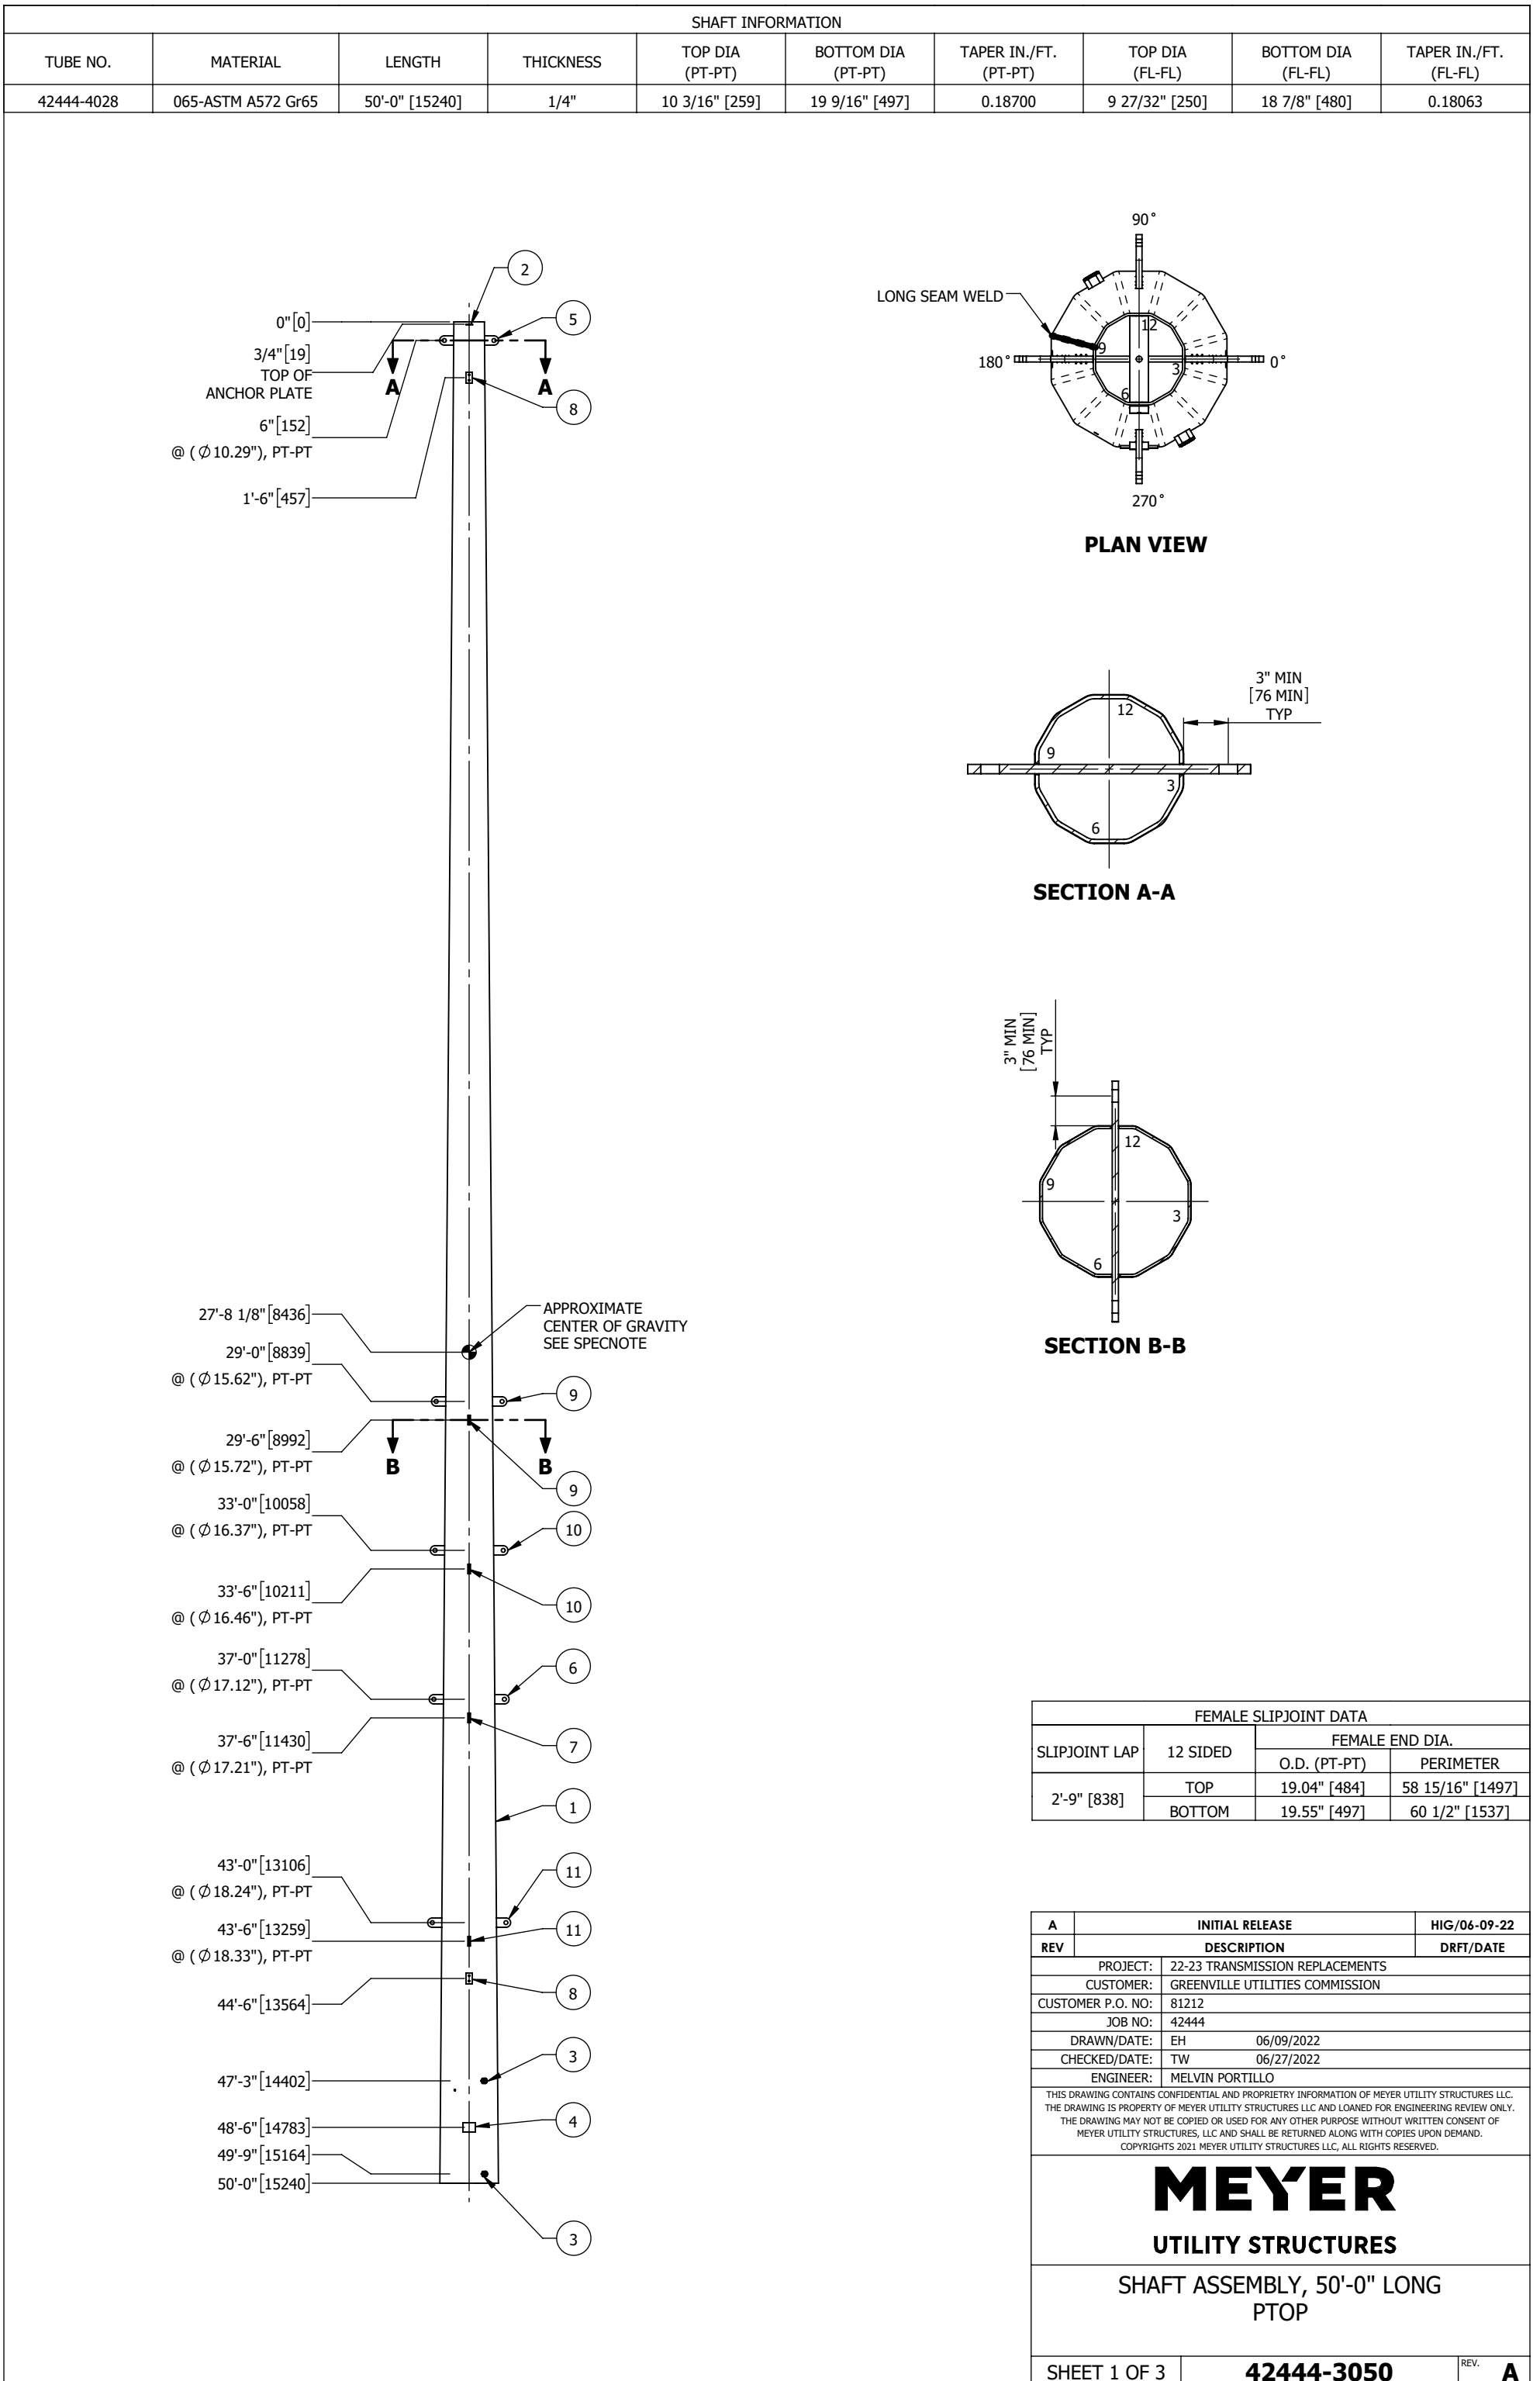 SHAFT INFORMATION
TUBE NO. MATERIAL LENGTH THICKNESS TOP DIA (PT-PT) BOTTOM DIA (PT-PT) TAPER IN./FT. (PT-PT) TOP DIA (FL-FL) BOTTOM DIA (FL-FL) TAPER IN./FT. (FL-FL)
42444-4028 065-ASTM A572 Gr65 50'-0" [15240] 1/4" 10 3/16" [259] 19 9/16" [497] 0.18700 9 27/32" [250] 18 7/8" [480] 0.18063
2
0" [0]
5
3/4" [19]
TOP OF
ANCHOR PLATE
A A
8
6" [152]
@ (Ø10.29"), PT-PT
1'-6" [457]
90°
LONG SEAM WELD
12
9
180°
0°
3
6
270°
PLAN VIEW
3" MIN
[76 MIN]
TYP
12
9
3
6
SECTION A-A
3" MIN
[76 MIN]
TYP
12
9
3
6
SECTION B-B
27'-8 1/8" [8436]
APPROXIMATE
CENTER OF GRAVITY
SEE SPECNOTE
29'-0" [8839]
@ (Ø15.62"), PT-PT
9
29'-6" [8992]
@ (Ø15.72"), PT-PT
B B
9
33'-0" [10058]
@ (Ø16.37"), PT-PT
10
33'-6" [10211]
@ (Ø16.46"), PT-PT
10
37'-0" [11278]
@ (Ø17.12"), PT-PT
6
37'-6" [11430]
@ (Ø17.21"), PT-PT
7
1
43'-0" [13106]
@ (Ø18.24"), PT-PT
11
43'-6" [13259]
@ (Ø18.33"), PT-PT
11
44'-6" [13564]
8
47'-3" [14402]
3
48'-6" [14783]
4
49'-9" [15164]
50'-0" [15240]
3
FEMALE SLIPJOINT DATA
SLIPJOINT LAP 12 SIDED FEMALE END DIA.
O.D. (PT-PT) PERIMETER
2'-9" [838] TOP 19.04" [484] 58 15/16" [1497]
BOTTOM 19.55" [497] 60 1/2" [1537]
A INITIAL RELEASE HIG/06-09-22
REV DESCRIPTION DRFT/DATE
PROJECT: 22-23 TRANSMISSION REPLACEMENTS
CUSTOMER: GREENVILLE UTILITIES COMMISSION
CUSTOMER P.O. NO: 81212
JOB NO: 42444
DRAWN/DATE: EH 06/09/2022
CHECKED/DATE: TW 06/27/2022
ENGINEER: MELVIN PORTILLO
THIS DRAWING CONTAINS CONFIDENTIAL AND PROPRIETRY INFORMATION OF MEYER UTILITY STRUCTURES LLC.
THE DRAWING IS PROPERTY OF MEYER UTILITY STRUCTURES LLC AND LOANED FOR ENGINEERING REVIEW ONLY.
THE DRAWING MAY NOT BE COPIED OR USED FOR ANY OTHER PURPOSE WITHOUT WRITTEN CONSENT OF
MEYER UTILITY STRUCTURES, LLC AND SHALL BE RETURNED ALONG WITH COPIES UPON DEMAND.
COPYRIGHTS 2021 MEYER UTILITY STRUCTURES LLC, ALL RIGHTS RESERVED.
MEYER
UTILITY STRUCTURES
SHAFT ASSEMBLY, 50'-0" LONG
PTOP
SHEET 1 OF 3 42444-3050 REV. A